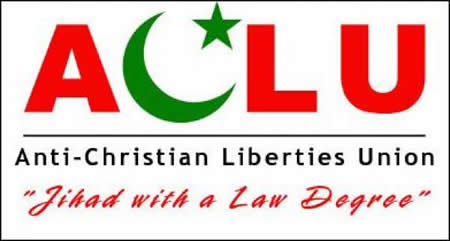 ACLU
Anti-Christian Liberties Union
"Jihad with a Law Degree"